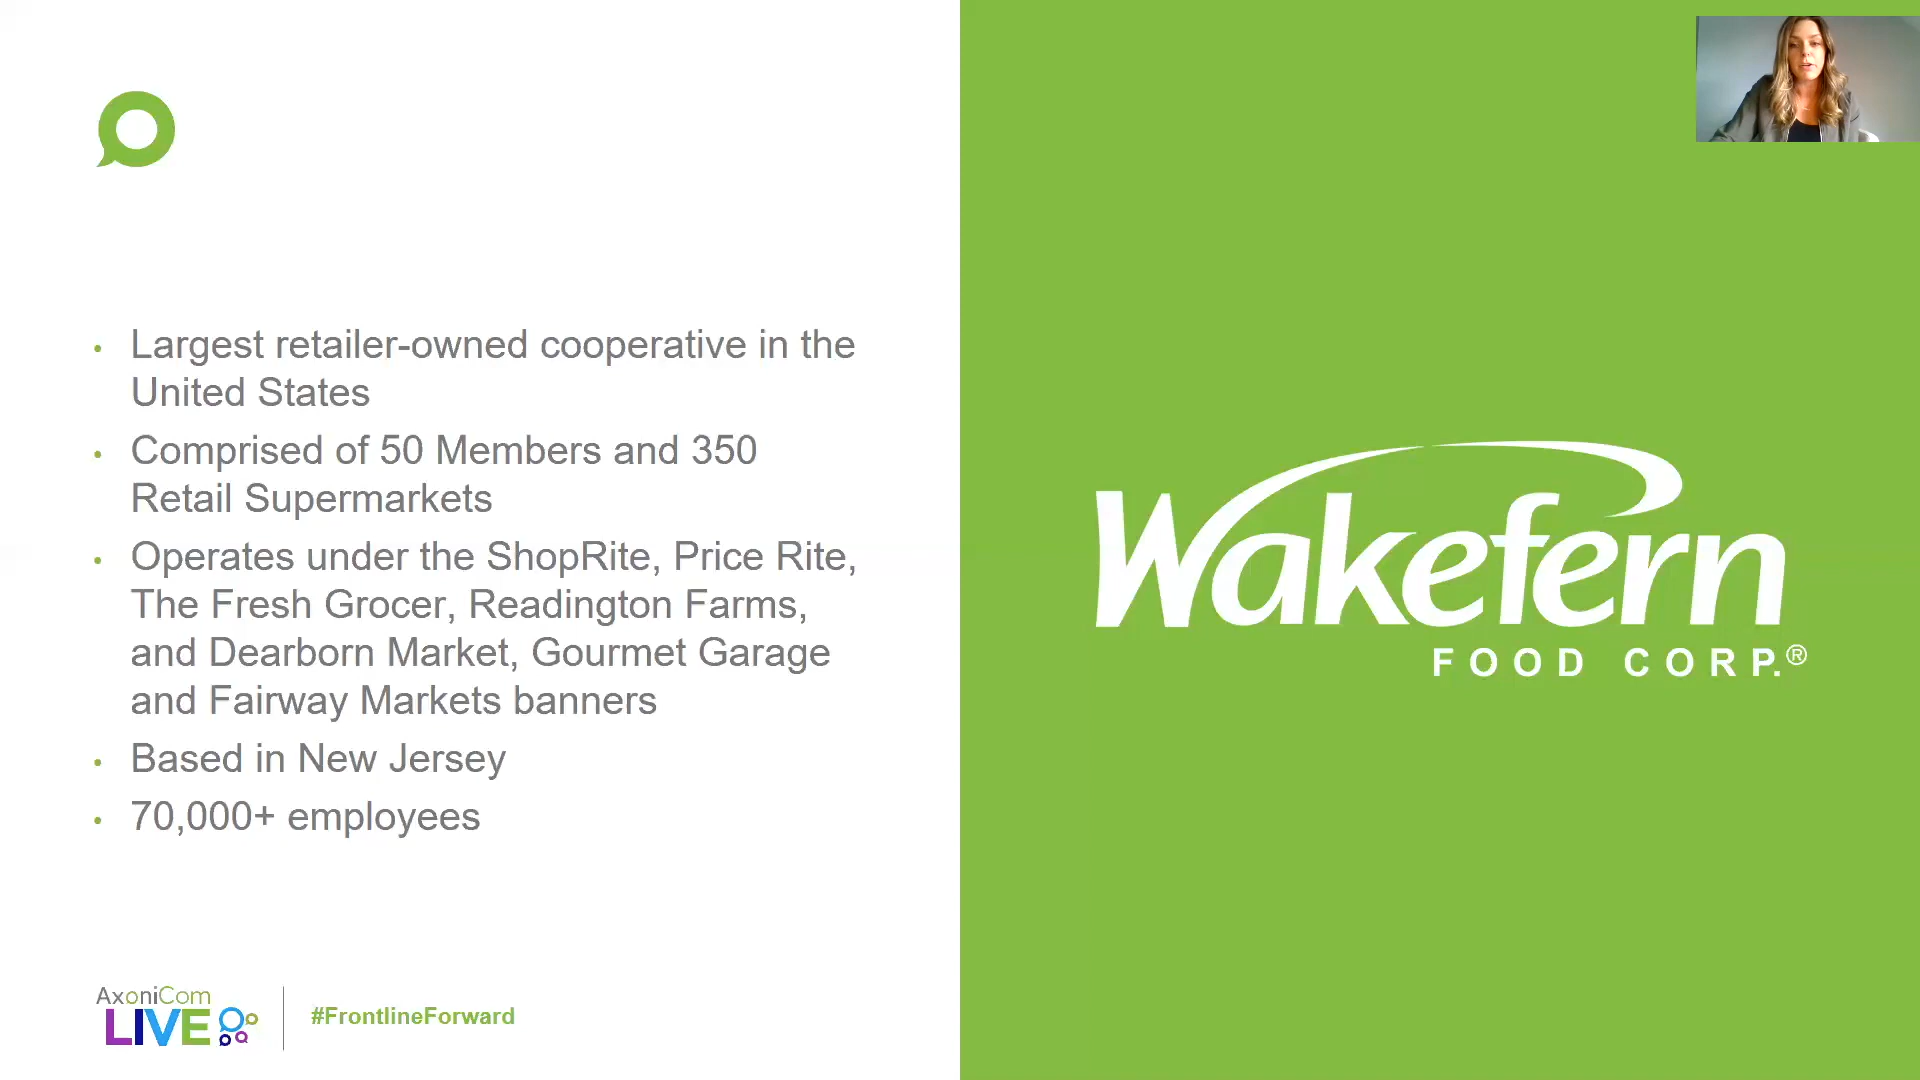 • Largest retailer-owned cooperative in the
United States
• Comprised of 50 Members and 350
Retail Supermarkets
• Operates under the ShopRite, Price Rite,
The Fresh Grocer, Readington Farms,
and Dearborn Market, Gourmet Garage
and Fairway Markets banners
• Based in New Jersey
• 70,000+ employees
Wakefern
FOOD CORP.®
AxoniCom
LIVE
#FrontlineForward